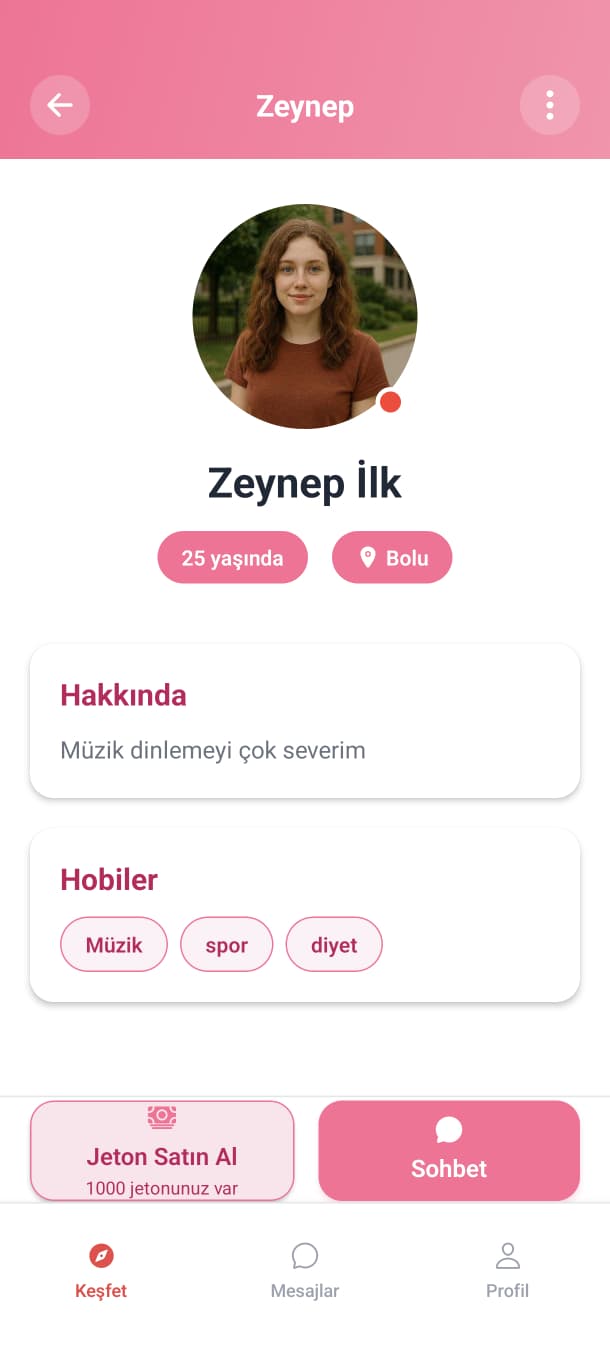 Zeynep
Zeynep İlk
25 yaşında
Bolu
Hakkında
Müzik dinlemeyi çok severim
Hobiler
Müzik spor diyet
Jeton Satın Al
1000 jetonunuz var
Sohbet
Keşfet Mesajlar Profil